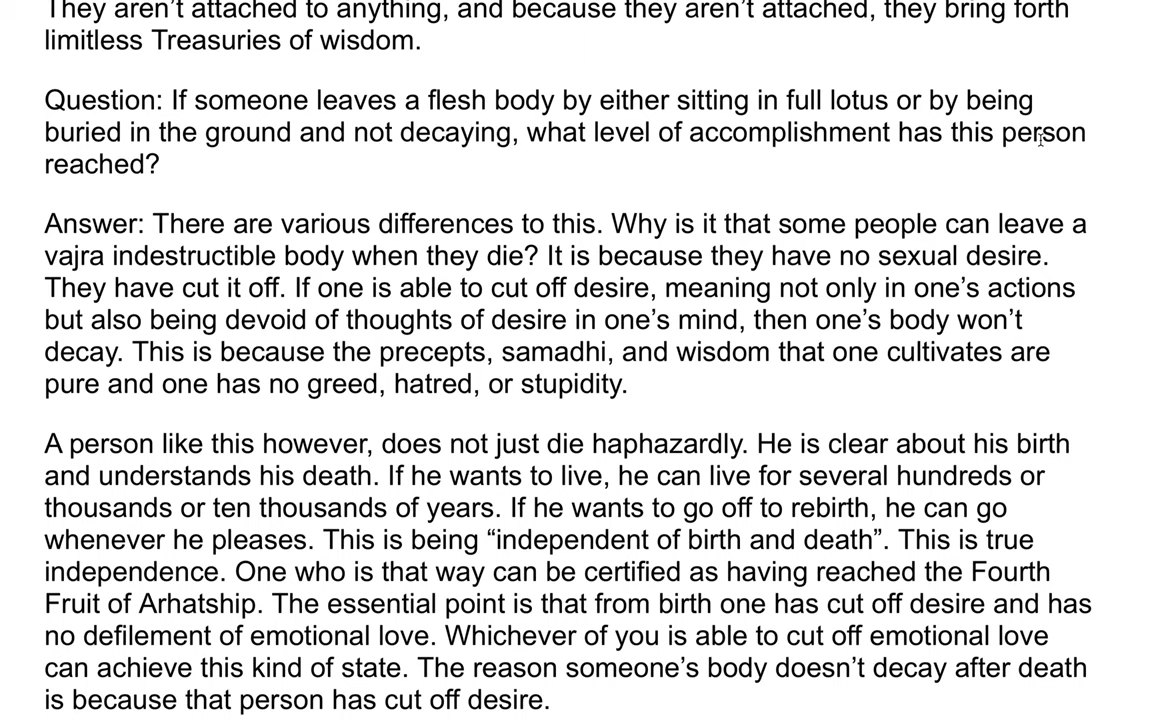 They aren’t attached to anything, and because they aren’t attached, they bring forth
limitless Treasuries of wisdom.
Question: If someone leaves a flesh body by either sitting in full lotus or by being
buried in the ground and not decaying, what level of accomplishment has this person
reached?
Answer: There are various differences to this. Why is it that some people can leave a
vajra indestructible body when they die? It is because they have no sexual desire.
They have cut it off. If one is able to cut off desire, meaning not only in one’s actions
but also being devoid of thoughts of desire in one’s mind, then one’s body won’t
decay. This is because the precepts, samadhi, and wisdom that one cultivates are
pure and one has no greed, hatred, or stupidity.
A person like this however, does not just die haphazardly. He is clear about his birth
and understands his death. If he wants to live, he can live for several hundreds or
thousands or ten thousands of years. If he wants to go off to rebirth, he can go
whenever he pleases. This is being “independent of birth and death”. This is true
independence. One who is that way can be certified as having reached the Fourth
Fruit of Arhatship. The essential point is that from birth one has cut off desire and has
no defilement of emotional love. Whichever of you is able to cut off emotional love
can achieve this kind of state. The reason someone’s body doesn’t decay after death
is because that person has cut off desire.